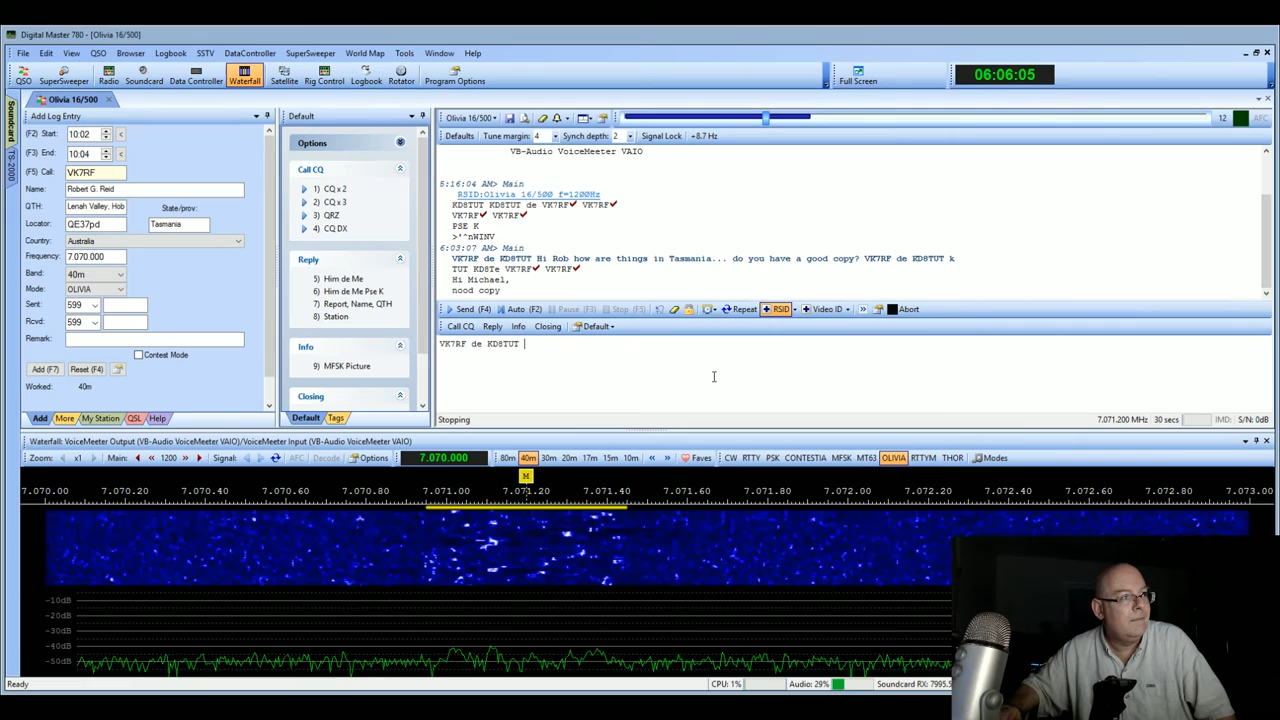 Digital Master 780 - [Olivia 16/500]
File Edit View QSO Browser Logbook SSTV DataController SuperSweeper World Map Tools Window Help
QSO SuperSweeper Radio Soundcard Data Controller Waterfall Satellite Rig Control Logbook Rotator Program Options Full Screen 06:06:05
Soundcard
TS-2000
Olivia 16/500
Add Log Entry
(F2) Start: 10:02 <
(F3) End: 10:04 <
(F5) Call: VK7RF
Name: Robert G. Reid
QTH: Lenah Valley, Hob State/prov:
Locator: QE37pd Tasmania
Country: Australia
Frequency: 7.070.000
Band: 40m
Mode: OLIVIA
Sent: 599
Rcvd: 599
Remark:
Contest Mode
Add (F7) Reset (F4)
Worked: 40m
Add More My Station QSL Help
Default
Options
Call CQ
1) CQ x 2
2) CQ x 3
3) QRZ
4) CQ DX
Reply
5) Him de Me
6) Him de Me Pse K
7) Report, Name, QTH
8) Station
Info
9) MFSK Picture
Closing
Default Tags
Olivia 16/500 12 AFC
Defaults Tune margin: 4 Synch depth: 2 Signal Lock +8.7 Hz
VB-Audio VoiceMeeter VAIO
5:16:04 AM> Main
RSID:Olivia 16/500 f=1200Hz
KD8TUT KD8TUT de VK7RF✓ VK7RF✓
VK7RF✓ VK7RF✓
PSE K
>'^nWINV
6:03:07 AM> Main
VK7RF de KD8TUT Hi Rob how are things in Tasmania... do you have a good copy? VK7RF de KD8TUT k
TUT KD8Te VK7RF✓ VK7RF✓
Hi Michael,
nood copy
Send (F4) Auto (F2) Pause (F3) Stop (F5) Repeat RSID Video ID » Abort
Call CQ Reply Info Closing Default
VK7RF de KD8TUT
Stopping 7.071.200 MHz 30 secs IMD: S/N: 0dB
Waterfall: VoiceMeeter Output (VB-Audio VoiceMeeter VAIO)/VoiceMeeter Input (VB-Audio VoiceMeeter VAIO)
Zoom: x1 Main: 1200 Signal: AFC Decode Options 7.070.000 80m 40m 30m 20m 17m 15m 10m « » Faves CW RTTY PSK CONTESTIA MFSK MT63 OLIVIA RTTYM THOR Modes
M
7.070.00 7.070.20 7.070.40 7.070.60 7.070.80 7.071.00 7.071.20 7.071.40 7.071.60 7.071.80 7.072.00 7.072.20 7.072.40 7.072.60 7.072.80 7.073.00
-10dB
-20dB
-30dB
-40dB
-50dB
Ready CPU: 1% Audio: 29% Soundcard RX: 7995.5